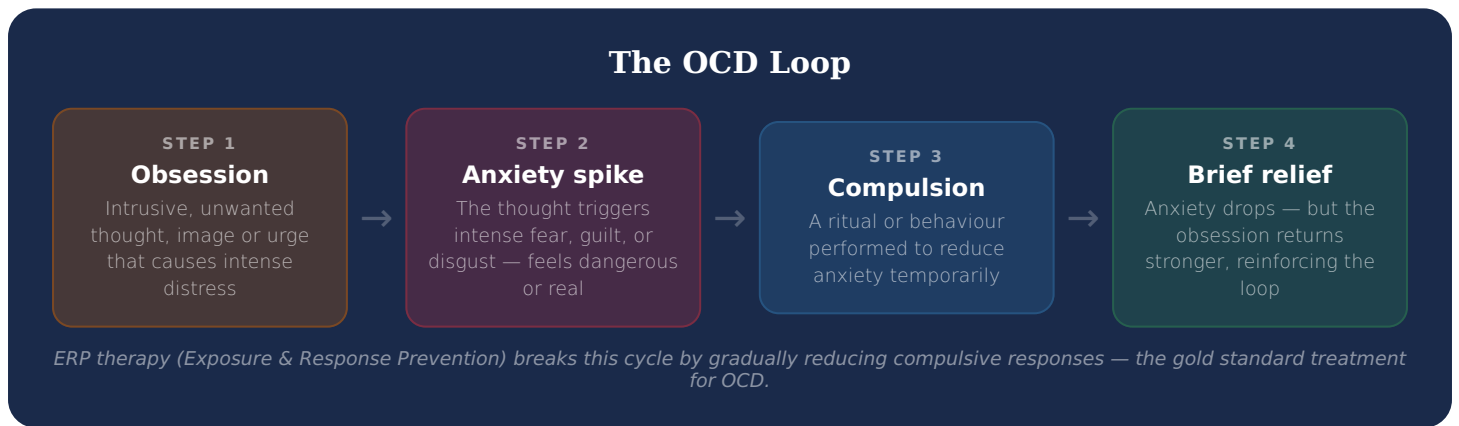 The OCD Loop
STEP 1
Obsession
Intrusive, unwanted
thought, image or urge
that causes intense
distress
→
STEP 2
Anxiety spike
The thought triggers
intense fear, guilt, or
disgust — feels dangerous
or real
→
STEP 3
Compulsion
A ritual or behaviour
performed to reduce
anxiety temporarily
→
STEP 4
Brief relief
Anxiety drops — but the
obsession returns
stronger, reinforcing the
loop
ERP therapy (Exposure & Response Prevention) breaks this cycle by gradually reducing compulsive responses — the gold standard treatment
for OCD.